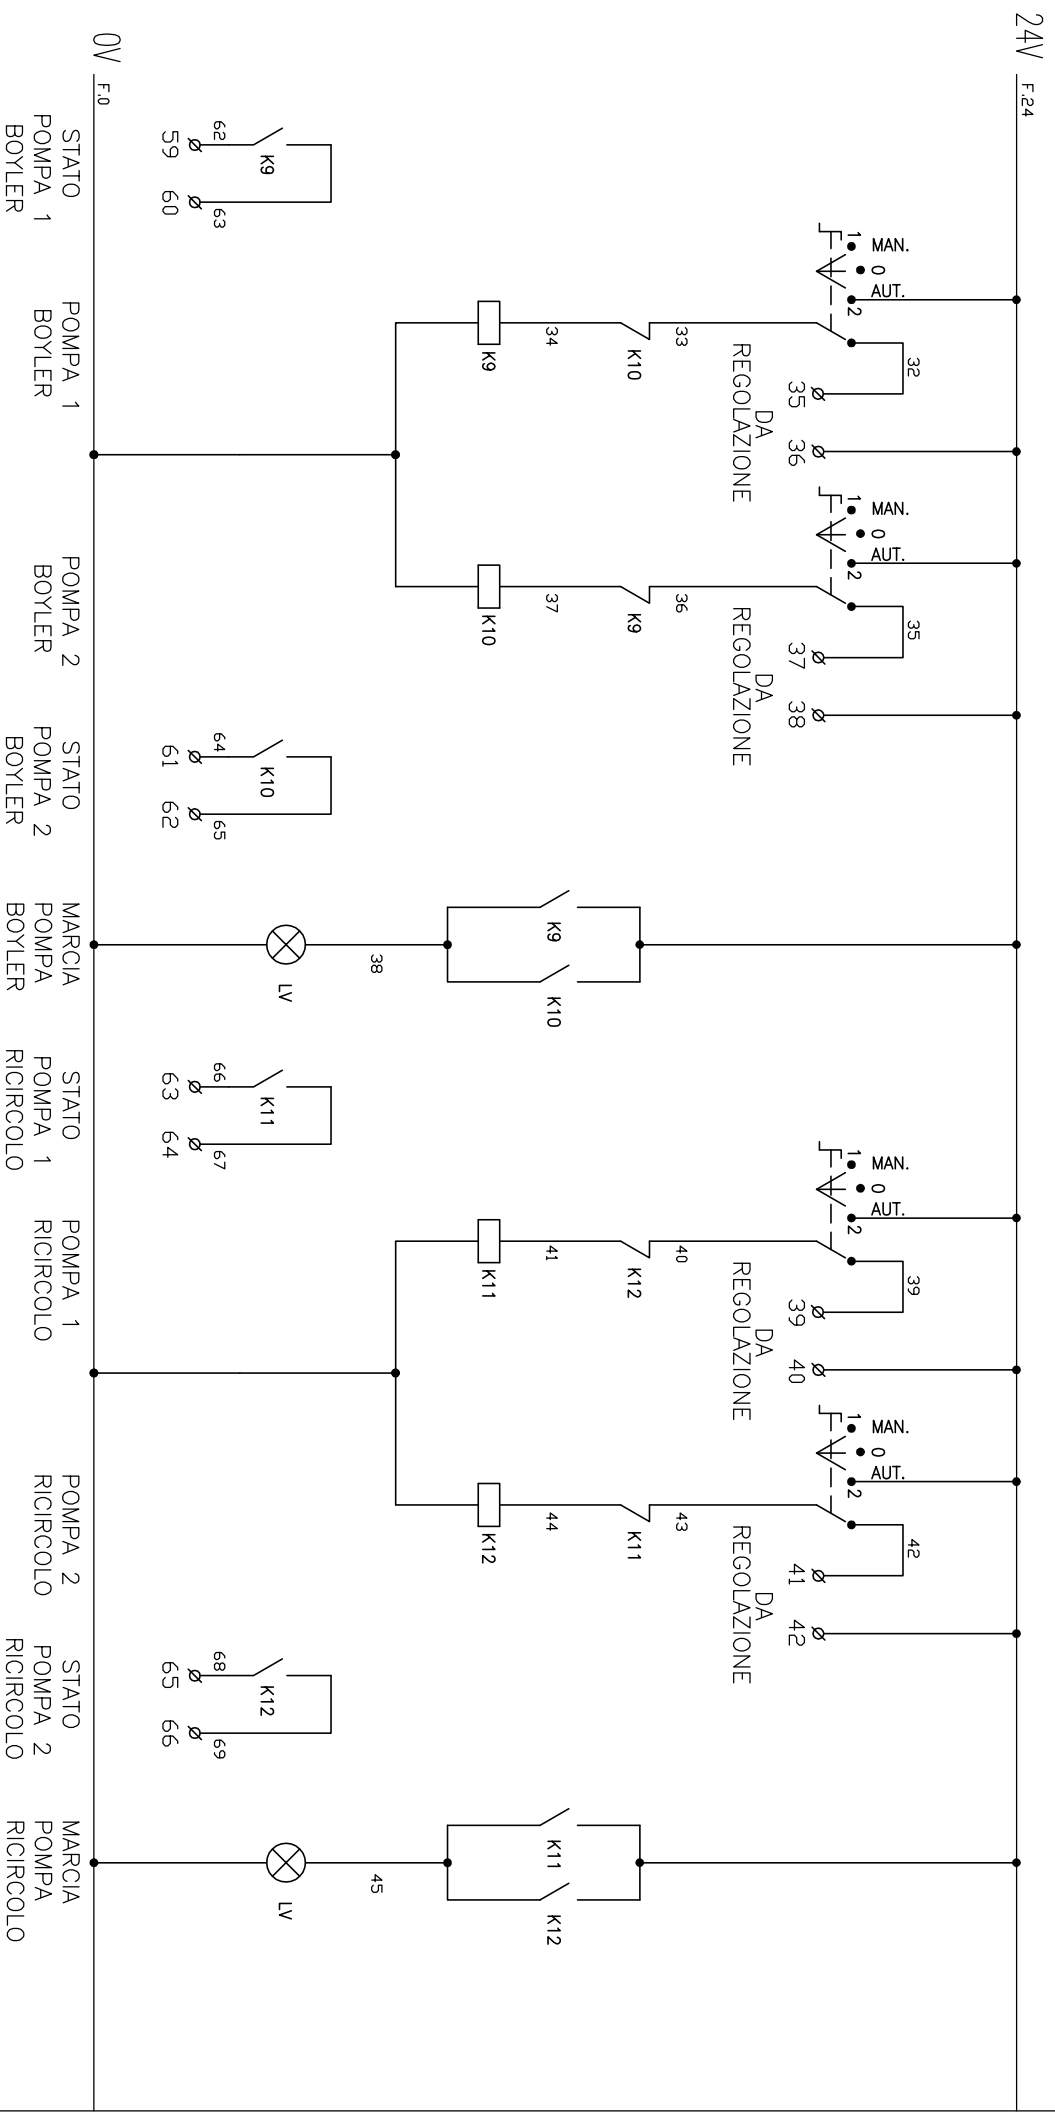 24V
F.24
MAN.
1
0
AUT.
2
32
35
36
DA
REGOLAZIONE
33
K10
34
K9
MAN.
1
0
AUT.
2
35
37
38
DA
REGOLAZIONE
36
K9
37
K10
K9
K10
38
LV
MAN.
1
0
AUT.
2
39
39
40
DA
REGOLAZIONE
40
K12
41
K11
MAN.
1
0
AUT.
2
42
41
42
DA
REGOLAZIONE
43
K11
44
K12
K11
K12
45
LV
K9
62
63
59
60
K10
64
65
61
62
K11
66
67
63
64
K12
68
69
65
66
0V
F.0
STATO
POMPA 1
BOYLER
POMPA 1
BOYLER
POMPA 2
BOYLER
STATO
POMPA 2
BOYLER
MARCIA
POMPA
BOYLER
STATO
POMPA 1
RICIRCOLO
POMPA 1
RICIRCOLO
POMPA 2
RICIRCOLO
STATO
POMPA 2
RICIRCOLO
MARCIA
POMPA
RICIRCOLO